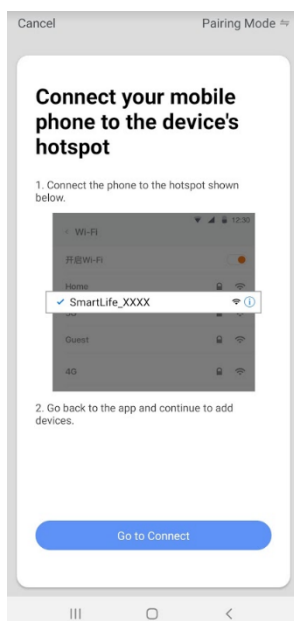 Cancel
Pairing Mode
Connect your mobile
phone to the device's
hotspot
1. Connect the phone to the hotspot shown
below.
12:30
Wi-Fi
开启Wi-Fi
Home
SmartLife_XXXX
Guest
4G
2. Go back to the app and continue to add
devices.
Go to Connect